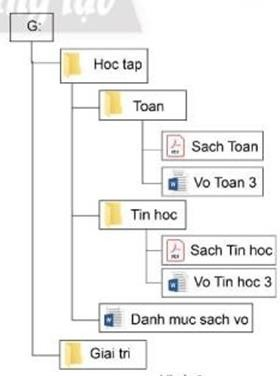 G:
Hoc tap
Toan
Sach Toan
Vo Toan 3
Tin hoc
Sach Tin hoc
Vo Tin hoc 3
Danh muc sach vo
Giai tri